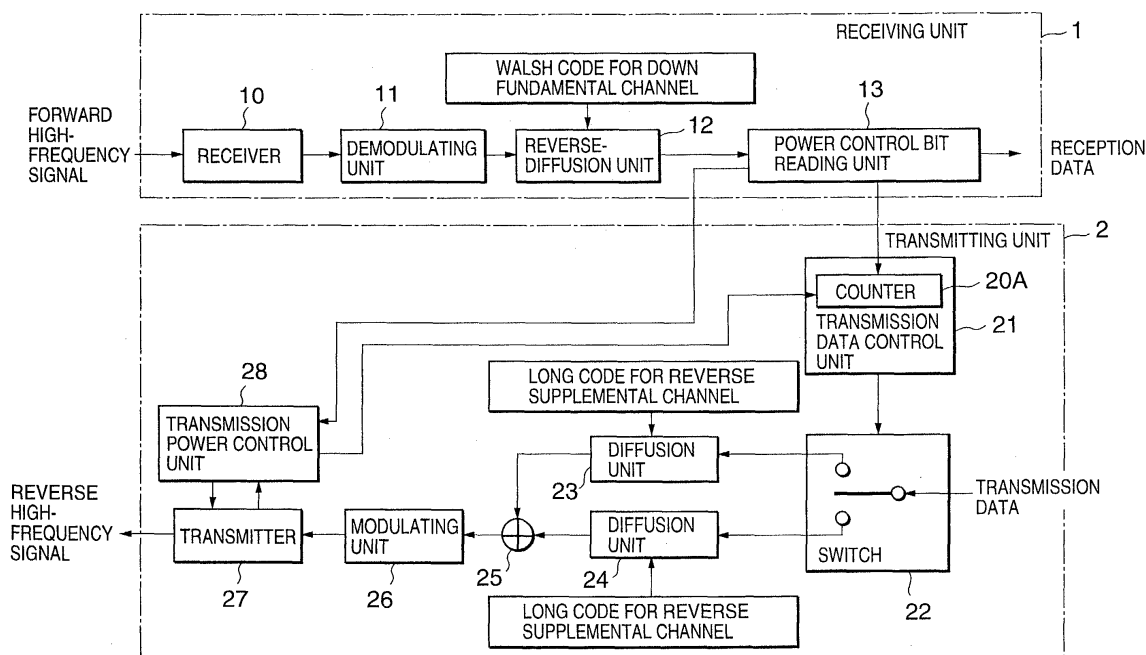 RECEIVING UNIT
1
WALSH CODE FOR DOWN
FUNDAMENTAL CHANNEL
FORWARD
HIGH-
FREQUENCY
SIGNAL
10
RECEIVER
11
DEMODULATING
UNIT
12
REVERSE-
DIFFUSION UNIT
13
POWER CONTROL BIT
READING UNIT
RECEPTION
DATA
TRANSMITTING UNIT
2
COUNTER
20A
TRANSMISSION
DATA CONTROL
UNIT
21
LONG CODE FOR REVERSE
SUPPLEMENTAL CHANNEL
28
TRANSMISSION
POWER CONTROL
UNIT
DIFFUSION
UNIT
23
TRANSMISSION
DATA
SWITCH
22
REVERSE
HIGH-
FREQUENCY
SIGNAL
TRANSMITTER
27
MODULATING
UNIT
26
25
DIFFUSION
UNIT
24
LONG CODE FOR REVERSE
SUPPLEMENTAL CHANNEL